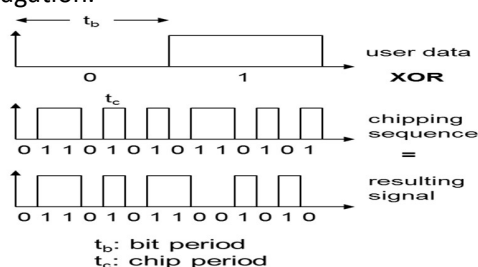 t_b
user data
0 1 XOR
t_c
chipping
sequence
0 1 1 0 1 0 1 0 1 1 0 1 0 1
=
resulting
signal
0 1 1 0 1 0 1 1 0 0 1 0 1 0
t_b: bit period
t_c: chip period